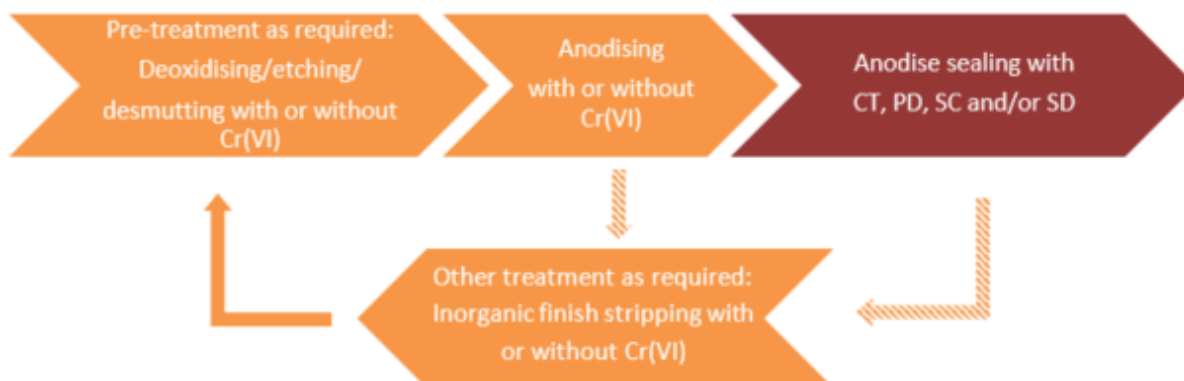 Pre-treatment as required:
Deoxidising/etching/
desmutting with or without
Cr(VI)
Anodising
with or without
Cr(VI)
Anodise sealing with
CT, PD, SC and/or SD
Other treatment as required:
Inorganic finish stripping with
or without Cr(VI)